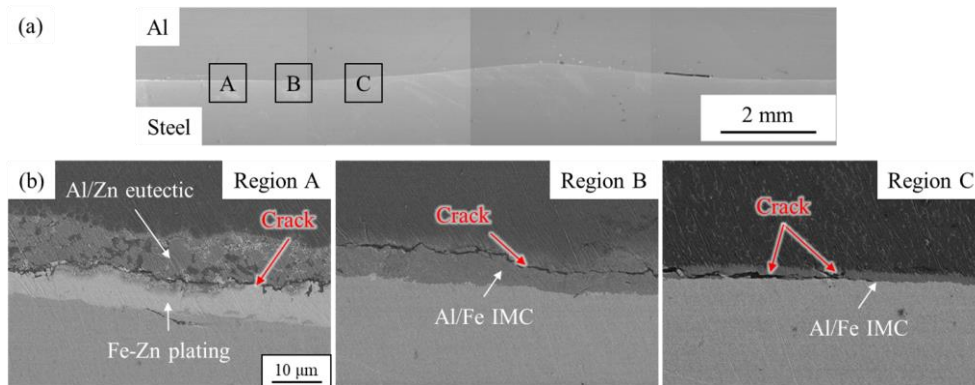 (a)
Al
A
B
C
Steel
2 mm
(b)
Al/Zn eutectic
Region A
Crack
Fe-Zn plating
10 μm
Region B
Crack
Al/Fe IMC
Region C
Crack
Al/Fe IMC